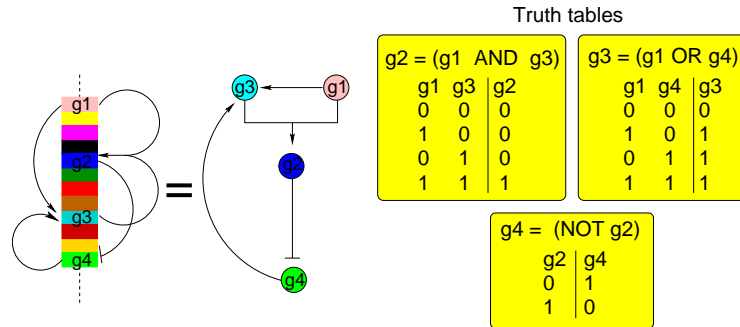 Truth tables
g2 = (g1 AND g3)
g1 g3 g2
0 0 0
1 0 0
0 1 0
1 1 1
g3 = (g1 OR g4)
g1 g4 g3
0 0 0
1 0 1
0 1 1
1 1 1
g1
g2
g3
g4
=
g3
g1
g2
g4
g4 = (NOT g2)
g2 g4
0 1
1 0